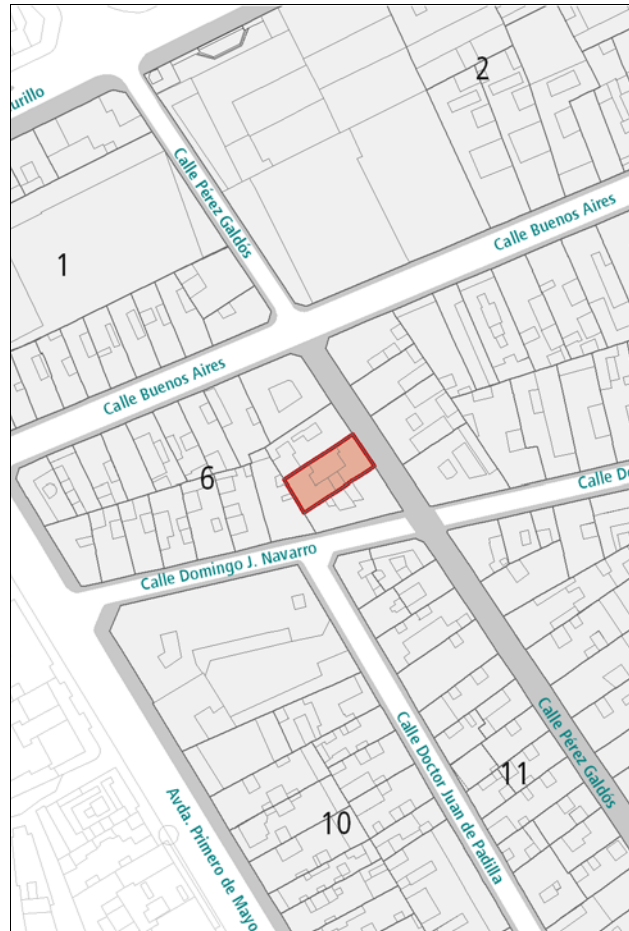 2
urillo
Calle Pérez Galdós
Calle Buenos Aires
1
Calle Buenos Aires
6
Calle Do
Calle Domingo J. Navarro
Calle Pérez Galdós
Calle Doctor Juan de Padilla
11
Avda. Primero de Mayo
10